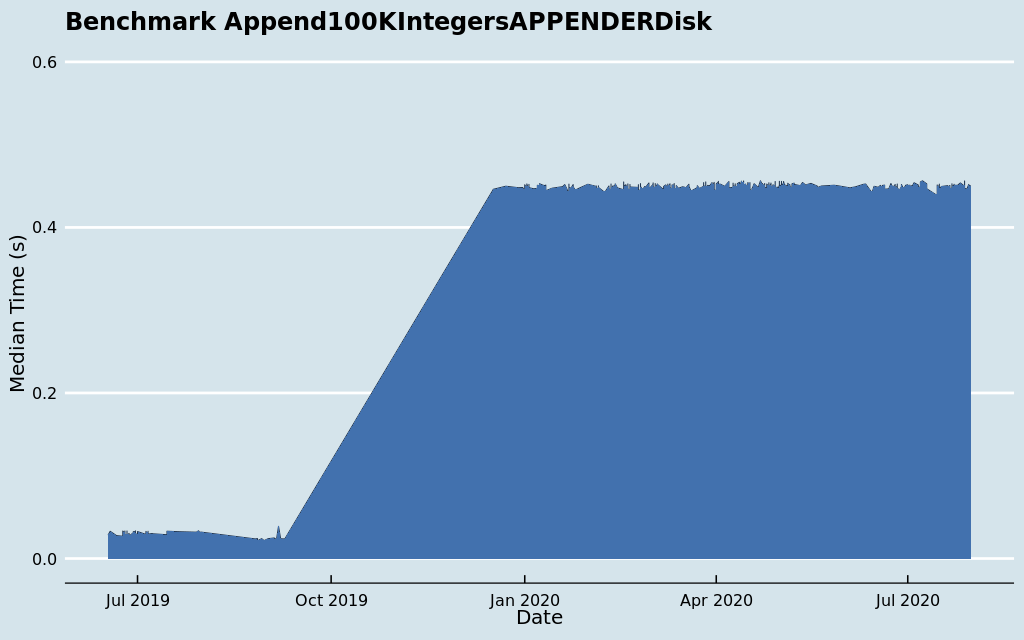 Benchmark Append100KIntegersAPPENDERDisk
0.6
0.4
0.2
0.0
Median Time (s)
Jul 2019 Oct 2019 Jan 2020 Apr 2020 Jul 2020
Date